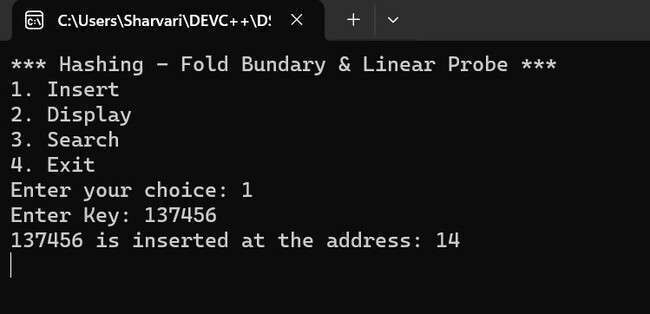 C:\Users\Sharvari\DEVC++\DS
*** Hashing - Fold Bundary & Linear Probe ***
1. Insert
2. Display
3. Search
4. Exit
Enter your choice: 1
Enter Key: 137456
137456 is inserted at the address: 14